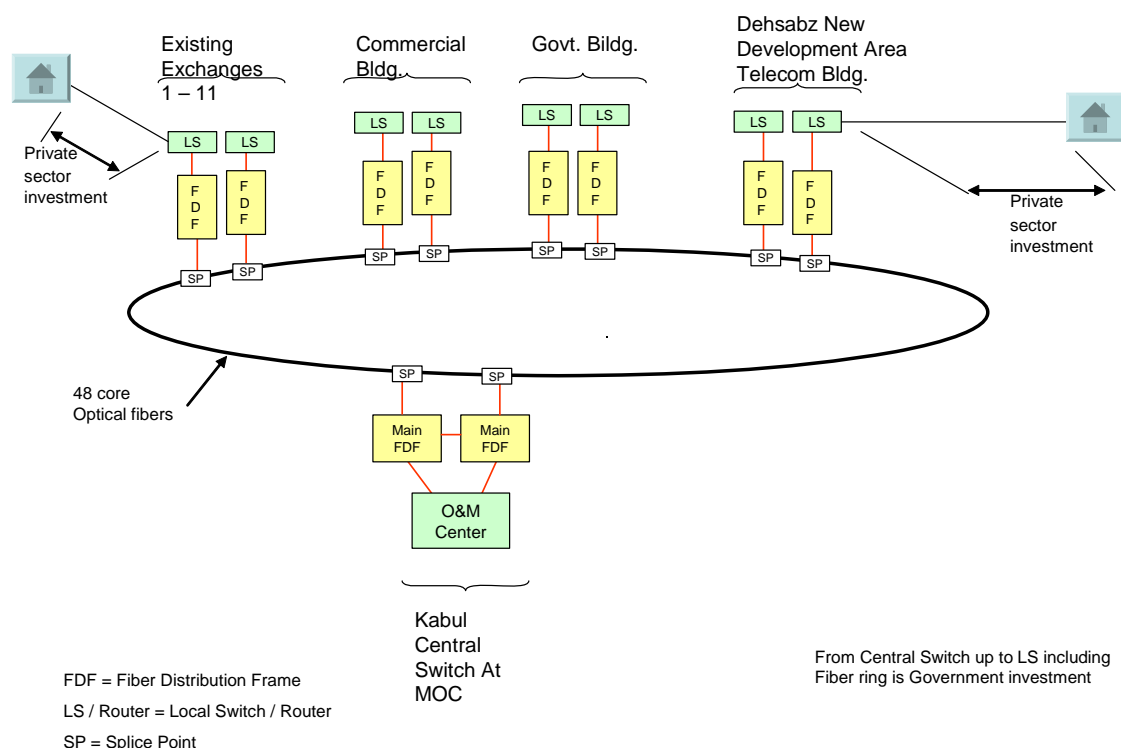 Existing
Exchanges
1 – 11
Commercial
Bldg.
Govt. Bildg.
Dehsabz New
Development Area
Telecom Bldg.
LS
LS
LS
LS
LS
LS
LS
LS
Private
sector
investment
Private
sector
investment
F
D
F
F
D
F
F
D
F
F
D
F
F
D
F
F
D
F
F
D
F
F
D
F
SP
SP
SP
SP
SP
SP
SP
SP
48 core
Optical fibers
SP
SP
Main
FDF
Main
FDF
O&M
Center
Kabul
Central
Switch At
MOC
From Central Switch up to LS including
Fiber ring is Government investment
FDF = Fiber Distribution Frame
LS / Router = Local Switch / Router
SP = Splice Point